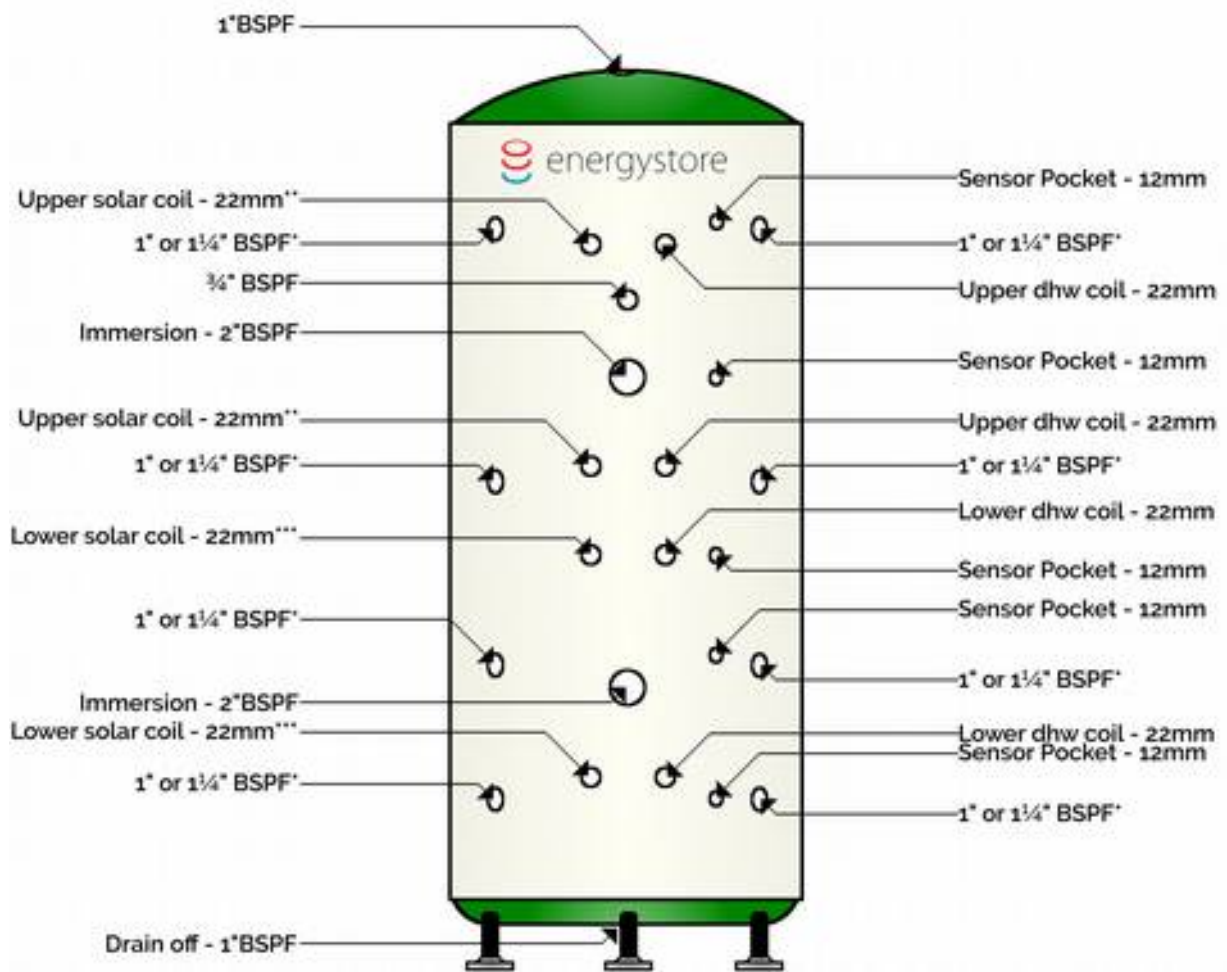 1"BSPF
energystore
Upper solar coil - 22mm**
1" or 1¼" BSPF*
¾" BSPF
Immersion - 2"BSPF
Upper solar coil - 22mm**
1" or 1¼" BSPF*
Lower solar coil - 22mm***
1" or 1¼" BSPF*
Immersion - 2"BSPF
Lower solar coil - 22mm***
1" or 1¼" BSPF*
Drain off - 1"BSPF
Sensor Pocket - 12mm
1" or 1¼" BSPF*
Upper dhw coil - 22mm
Sensor Pocket - 12mm
Upper dhw coil - 22mm
1" or 1¼" BSPF*
Lower dhw coil - 22mm
Sensor Pocket - 12mm
Sensor Pocket - 12mm
1" or 1¼" BSPF*
Lower dhw coil - 22mm
Sensor Pocket - 12mm
1" or 1¼" BSPF*